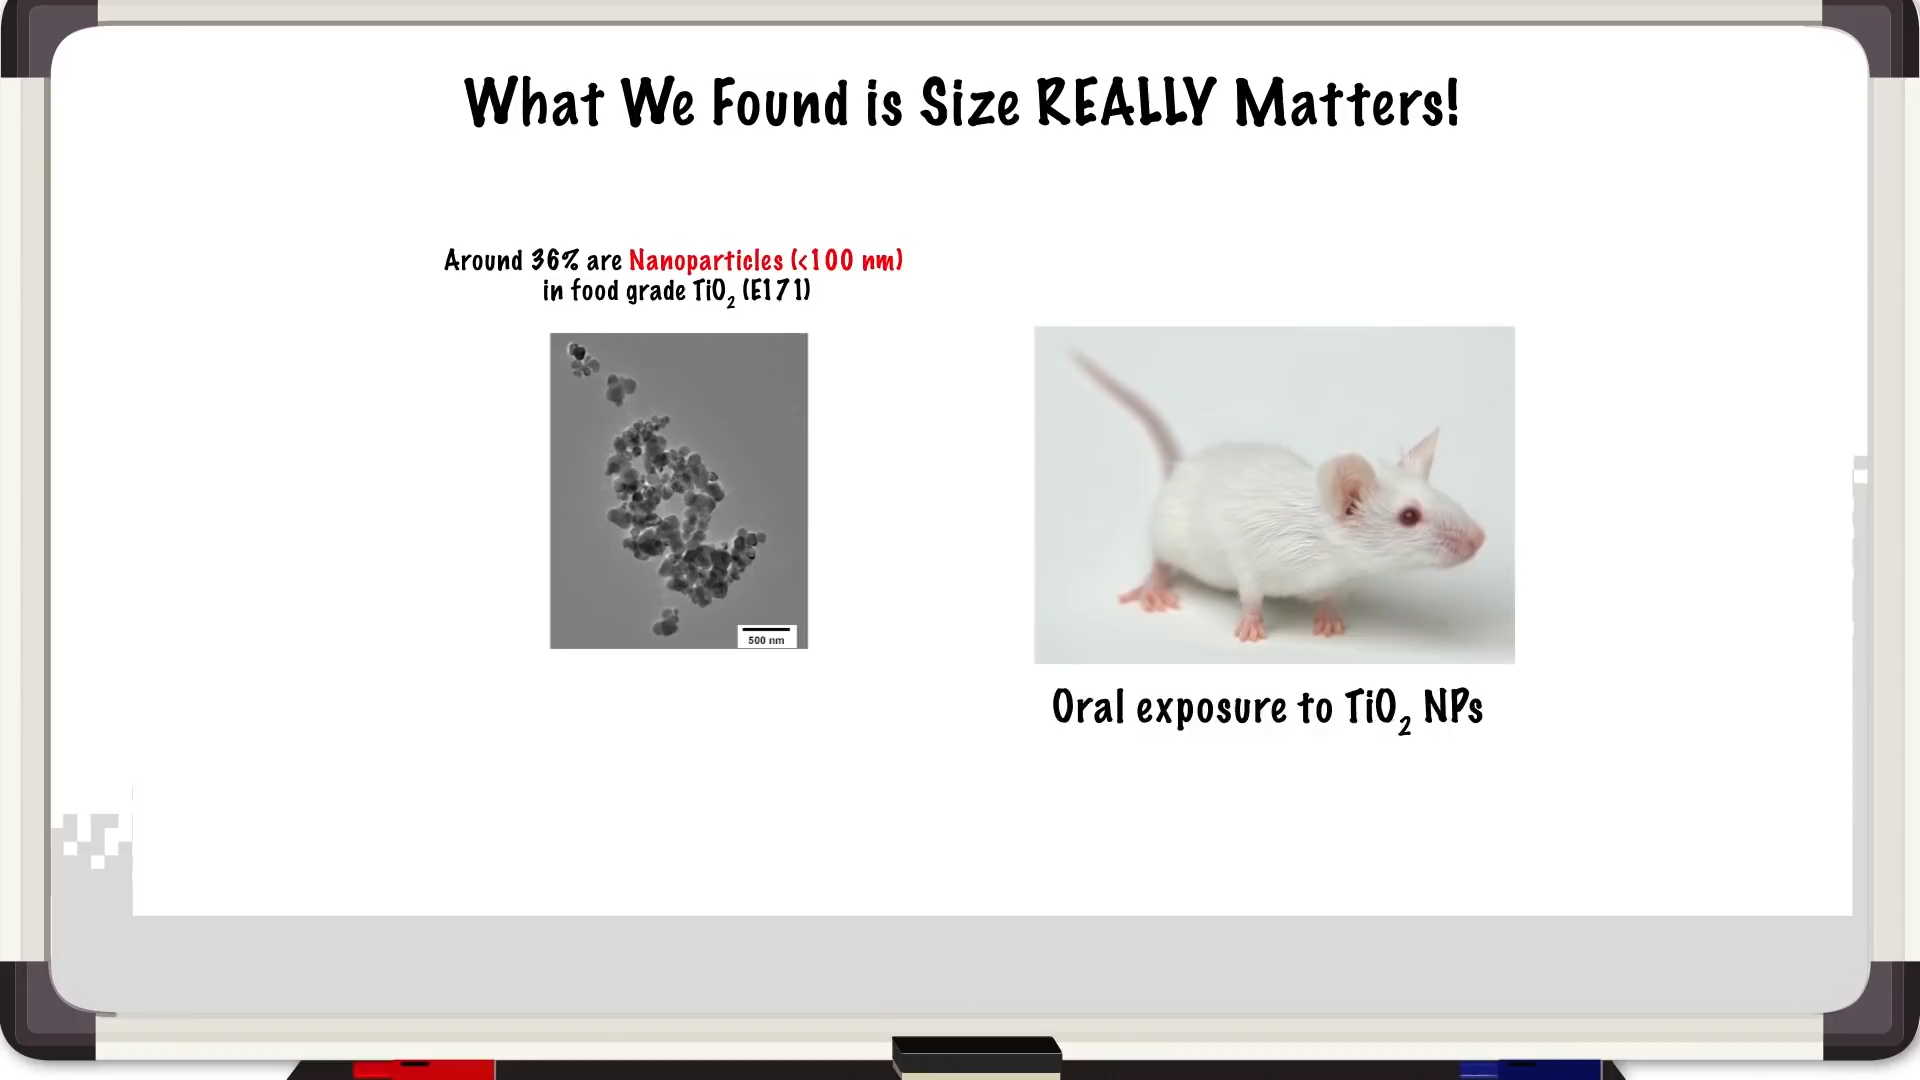 What We Found is Size REALLY Matters!
Around 36% are Nanoparticles (<100 nm)
in food grade TiO₂ (E171)
500 nm
Oral exposure to TiO₂ NPs